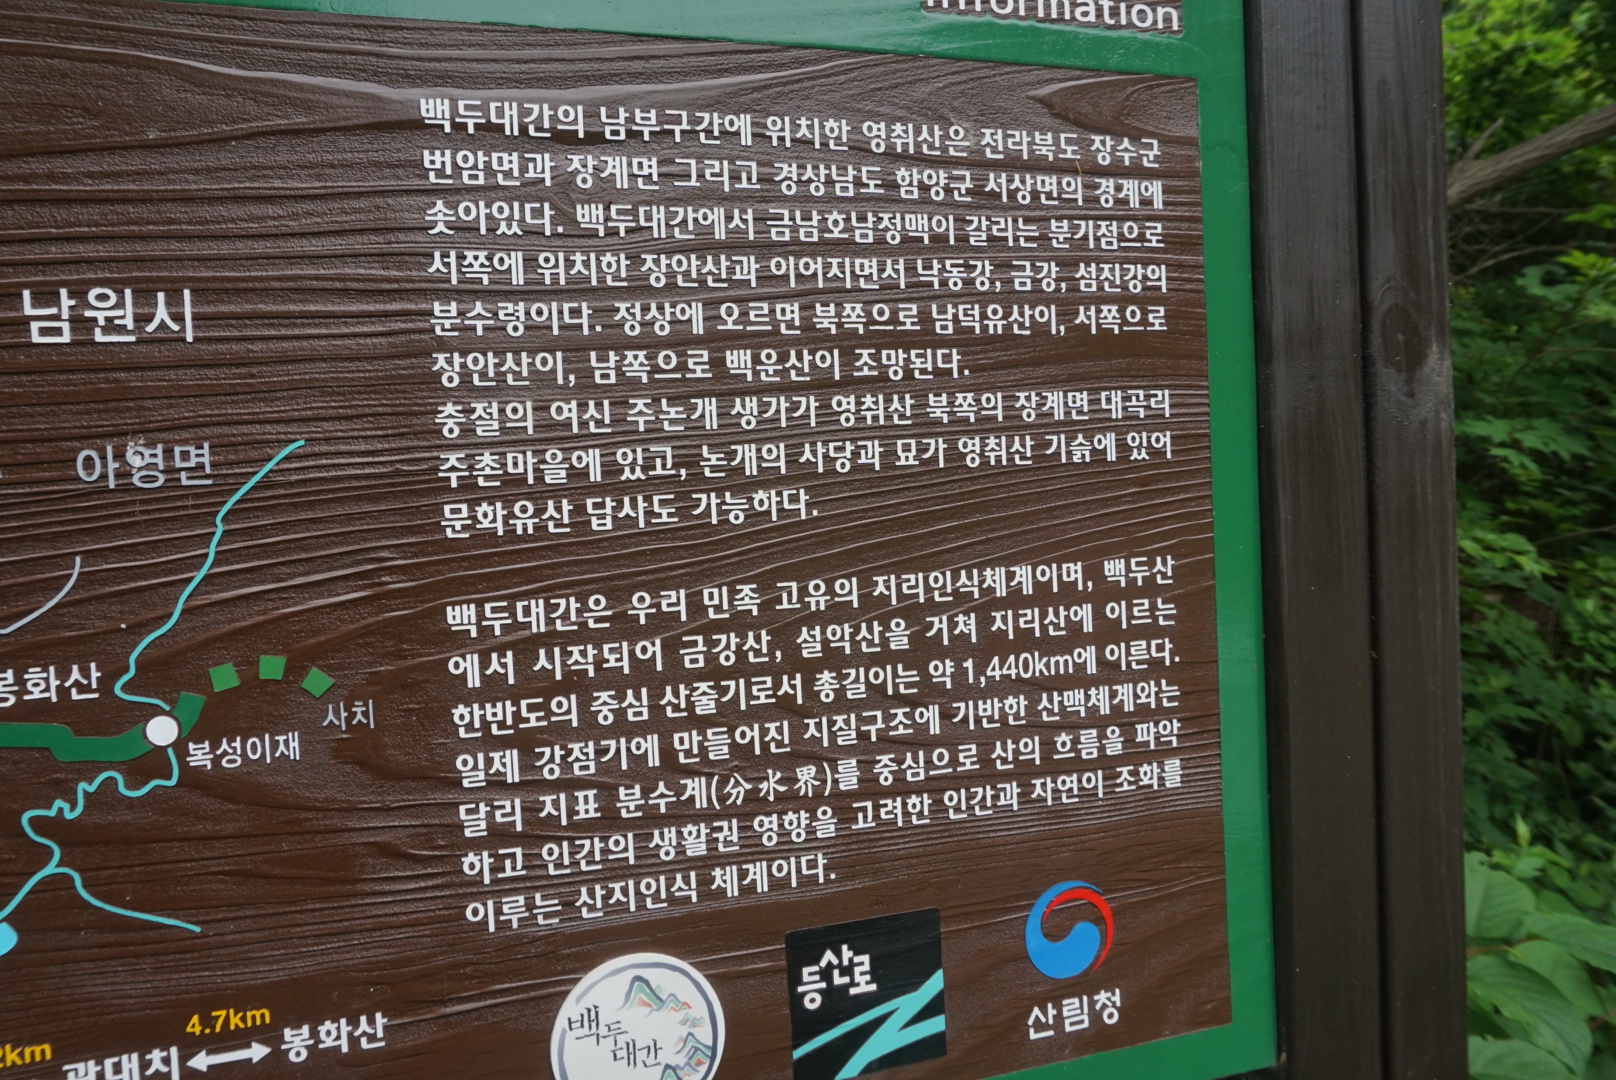 Information
백두대간의 남부구간에 위치한 영취산은 전라북도 장수군
번암면과 장계면 그리고 경상남도 함양군 서상면의 경계에
솟아있다. 백두대간에서 금남호남정맥이 갈리는 분기점으로
서쪽에 위치한 장안산과 이어지면서 낙동강, 금강, 섬진강의
분수령이다. 정상에 오르면 북쪽으로 남덕유산이, 서쪽으로
장안산이, 남쪽으로 백운산이 조망된다.
충절의 여신 주논개 생가가 영취산 북쪽의 장계면 대곡리
주촌마을에 있고, 논개의 사당과 묘가 영취산 기슭에 있어
문화유산 답사도 가능하다.
백두대간은 우리 민족 고유의 지리인식체계이며, 백두산
에서 시작되어 금강산, 설악산을 거쳐 지리산에 이르는
한반도의 중심 산줄기로서 총길이는 약 1,440km에 이른다.
일제 강점기에 만들어진 지질구조에 기반한 산맥체계와는
달리 지표 분수계(分水界)를 중심으로 산의 흐름을 파악
하고 인간의 생활권 영향을 고려한 인간과 자연이 조화를
이루는 산지인식 체계이다.
남원시
아영면
봉화산
사치
복성이재
4.7km
2km
광대치 봉화산
백두
대간
등산로
산림청